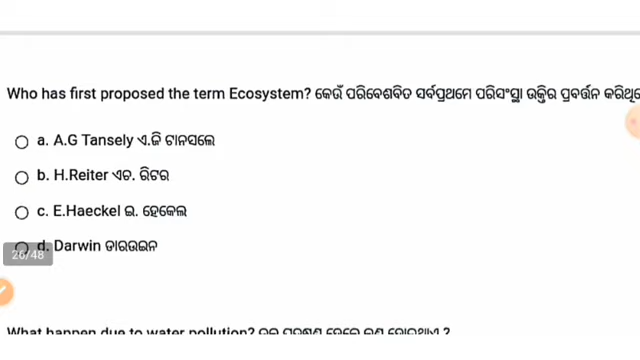 Who has first proposed the term Ecosystem? କେଉଁ ପରିବେଶବିତ ସର୍ବପ୍ରଥମେ ପରିସଂସ୍ଥା ଉକ୍ତିର ପ୍ରବର୍ତ୍ତନ
a. A.G Tansely ଏ.ଜି ଟାନସଲେ
b. H.Reiter ଏଚ. ରିଟର
c. E.Haeckel ଇ. ହେକେଲ
d. Darwin ଡାରଉଇନ
26/48
What happen due to water pollution?